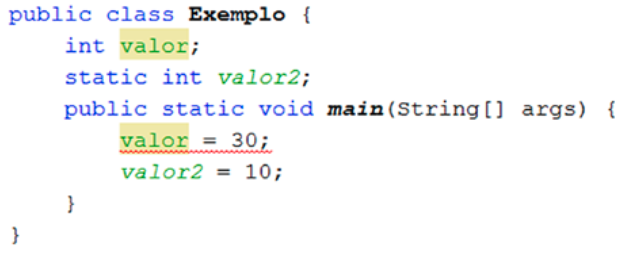 public class Exemplo {
    int valor;
    static int valor2;
    public static void main(String[] args) {
        valor = 30;
        valor2 = 10;
    }
}